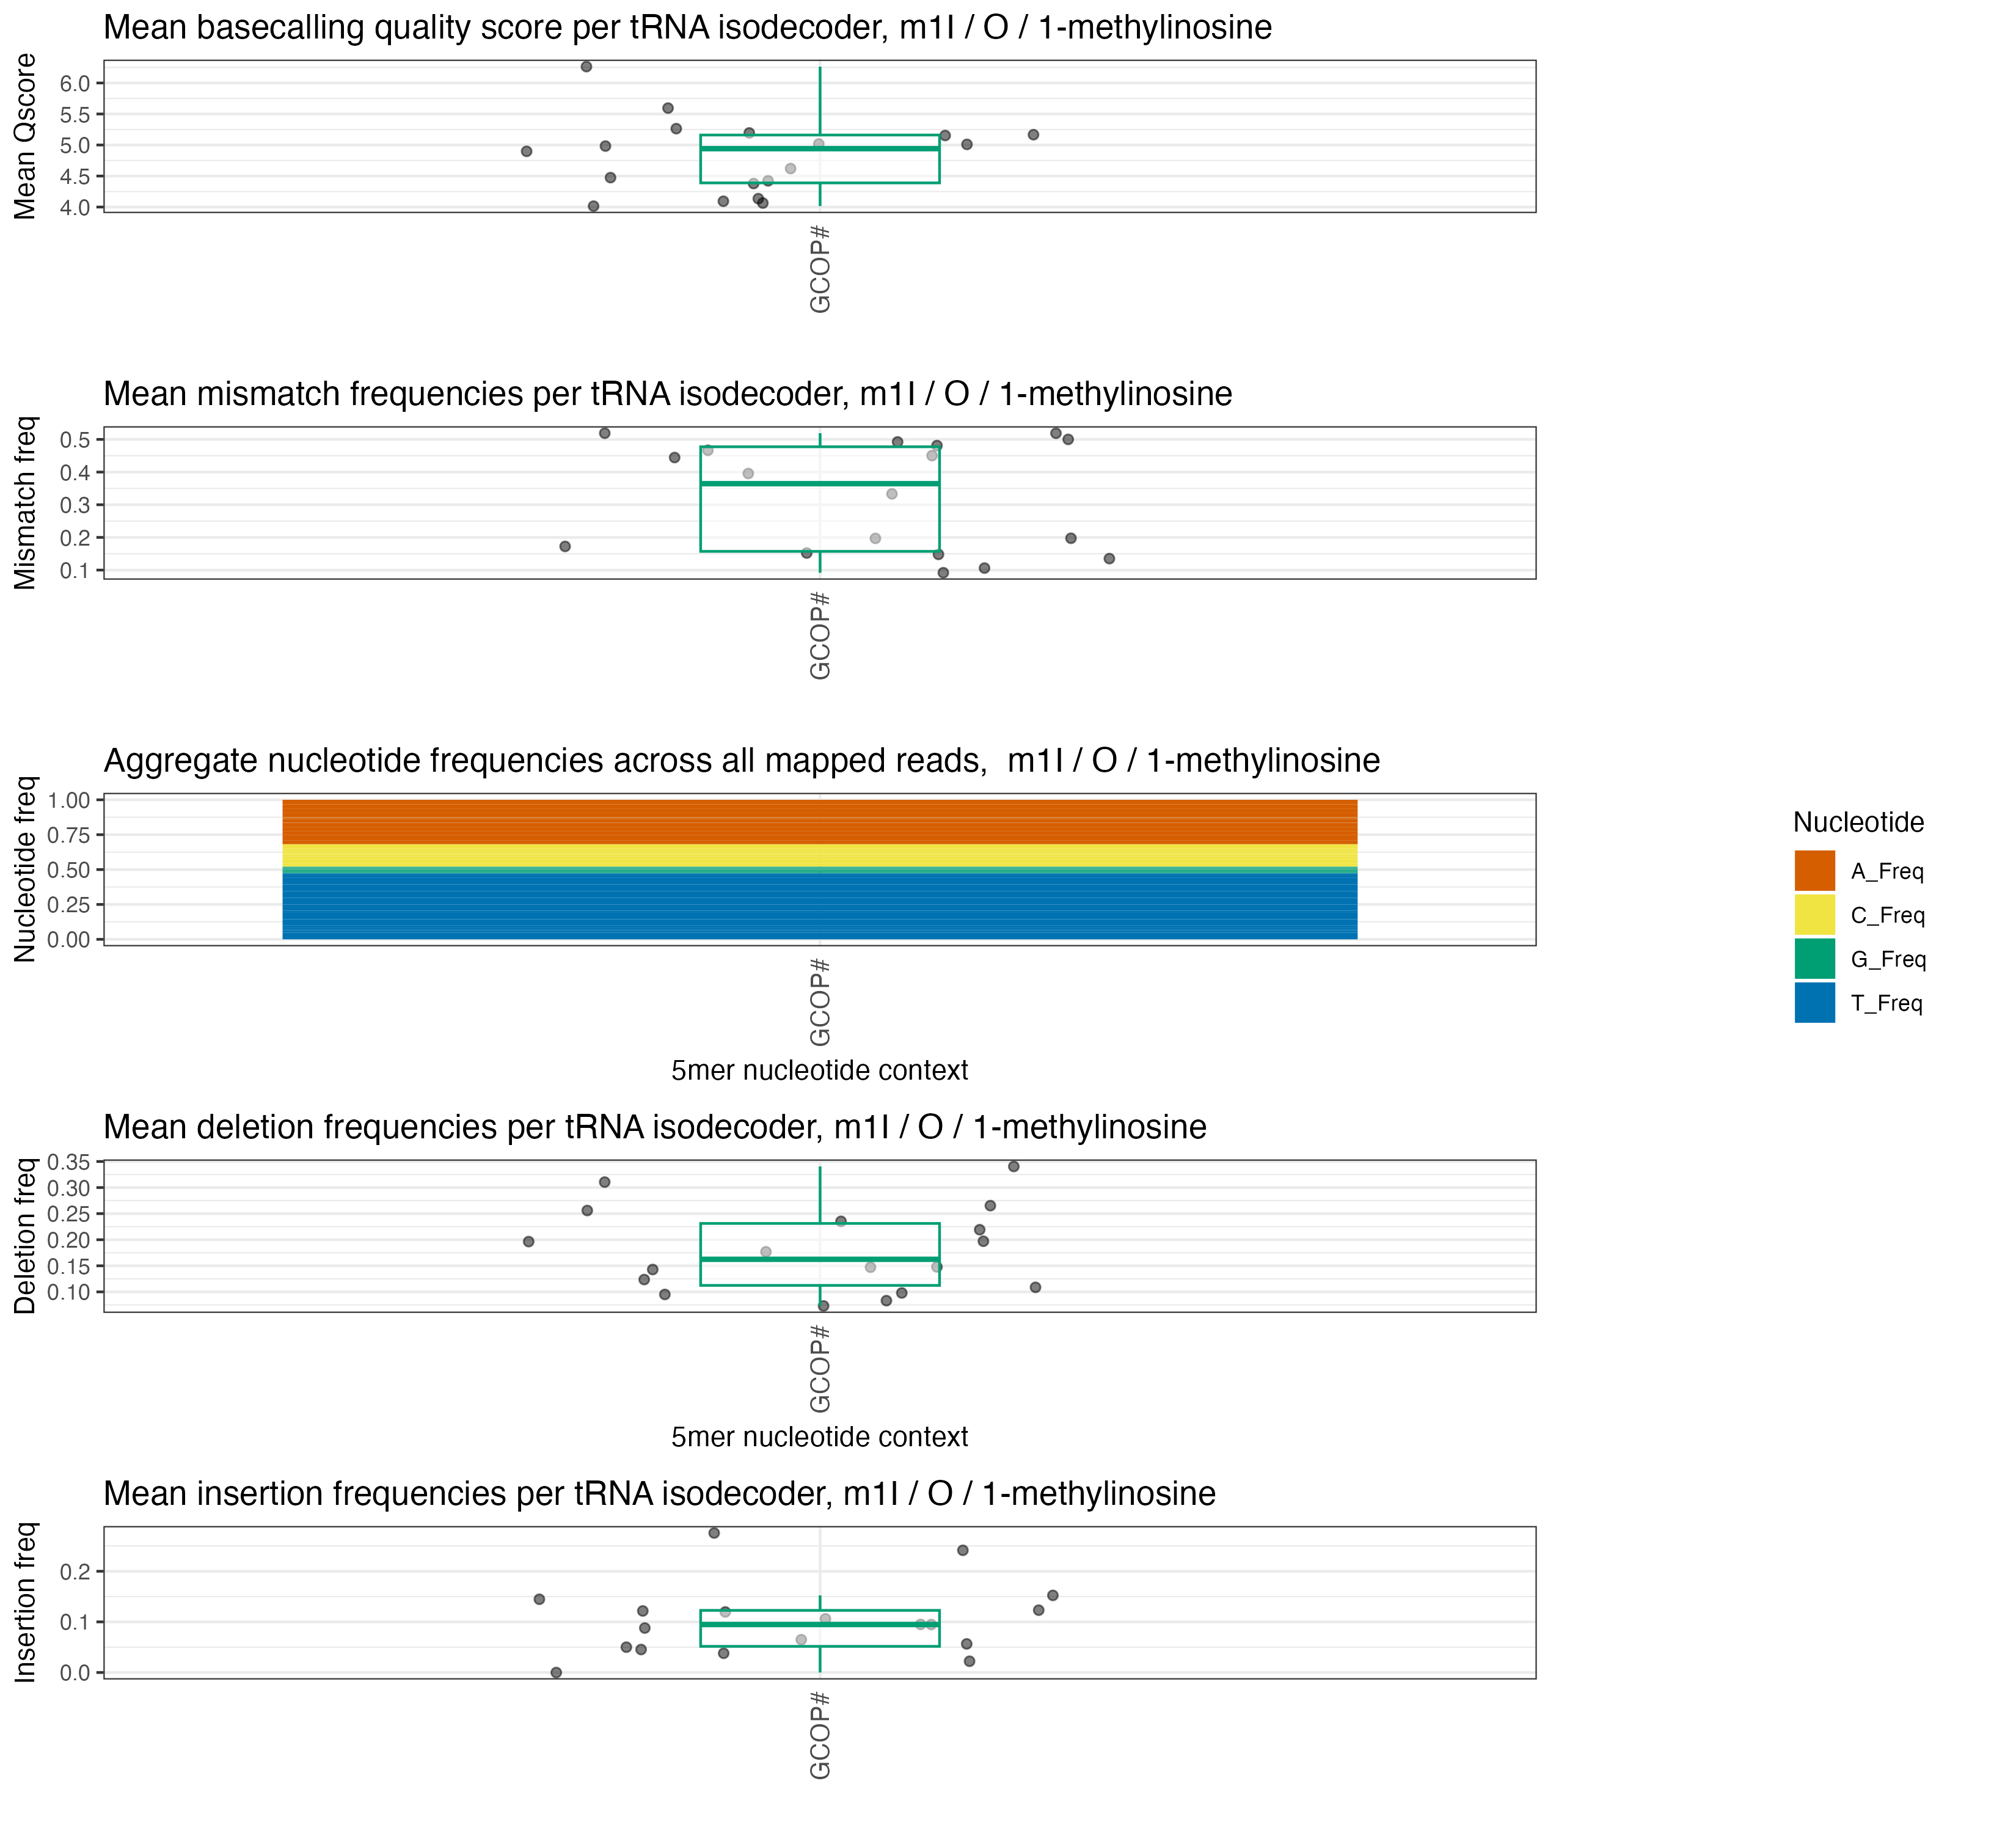 Mean basecalling quality score per tRNA isodecoder, m1I / O / 1-methylinosine
Mean Qscore
6.0
5.5
5.0
4.5
4.0
GCOP#
Mean mismatch frequencies per tRNA isodecoder, m1I / O / 1-methylinosine
Mismatch freq
0.5
0.4
0.3
0.2
0.1
GCOP#
Aggregate nucleotide frequencies across all mapped reads,  m1I / O / 1-methylinosine
Nucleotide freq
1.00
0.75
0.50
0.25
0.00
GCOP#
5mer nucleotide context
Nucleotide
A_Freq
C_Freq
G_Freq
T_Freq
Mean deletion frequencies per tRNA isodecoder, m1I / O / 1-methylinosine
Deletion freq
0.35
0.30
0.25
0.20
0.15
0.10
GCOP#
5mer nucleotide context
Mean insertion frequencies per tRNA isodecoder, m1I / O / 1-methylinosine
Insertion freq
0.2
0.1
0.0
GCOP#